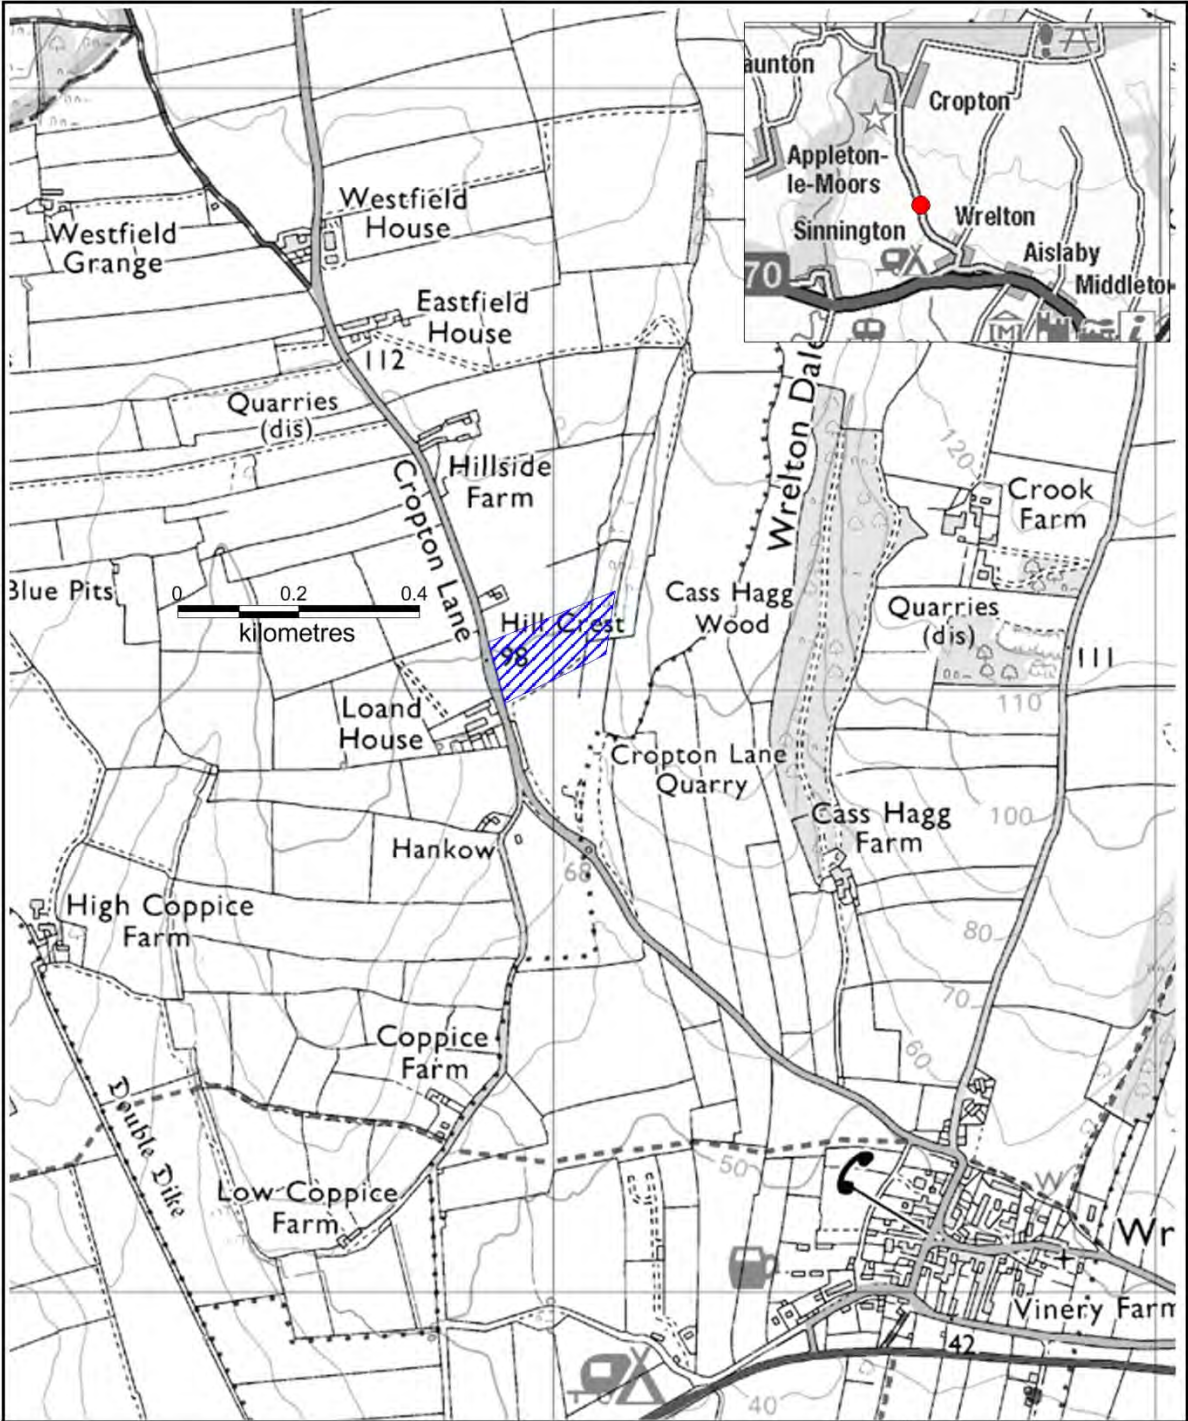 aunton
Cropton
Appleton-
le-Moors
Sinnington
Wrelton
Aislaby
Middleton
70
Westfield
House
Westfield
Grange
Eastfield
House
112
Quarries
(dis)
Hillside
Farm
Cropton Lane
Wrelton Dale
120
Crook
Farm
Blue Pits
0 0.2 0.4
kilometres
Hill Crest
98
Cass Hagg
Wood
Quarries
(dis)
111
110
Loand
House
Cropton Lane
Quarry
Hankow
68
Cass Hagg
Farm
100
High Coppice
Farm
80
70
60
Coppice
Farm
Double Dike
Low Coppice
Farm
50
W
Wr
Vinery Farm
42
40